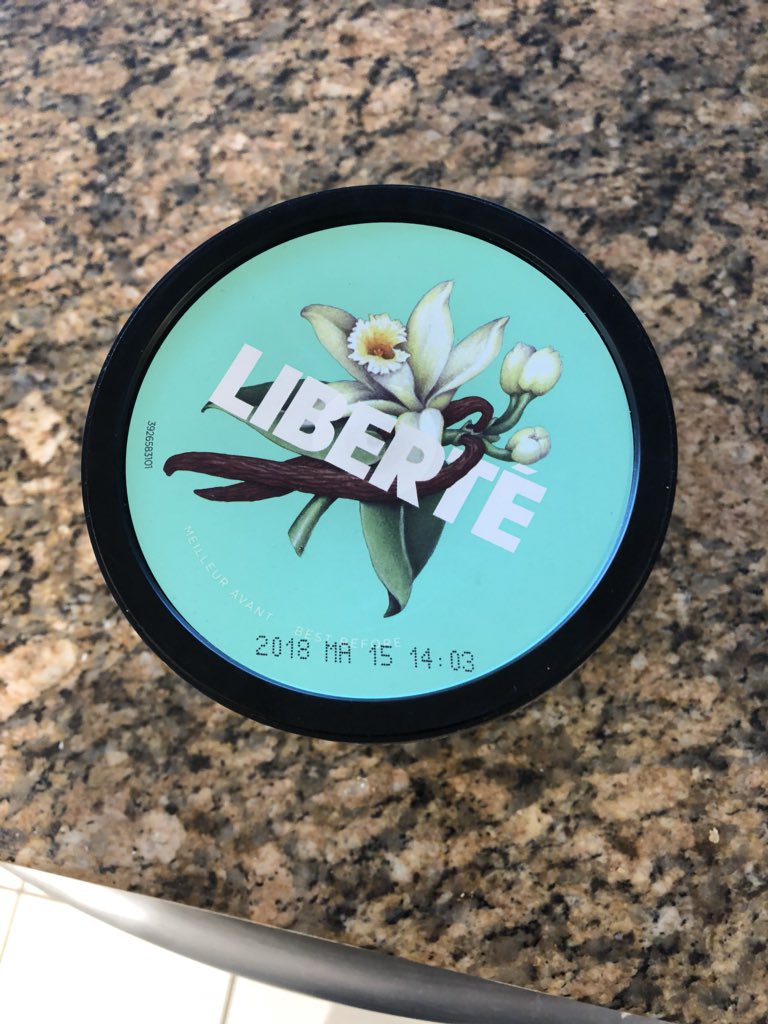 LIBERTÉ
3926583101
MEILLEUR AVANT BEST BEFORE
2018 MA 15 14:03